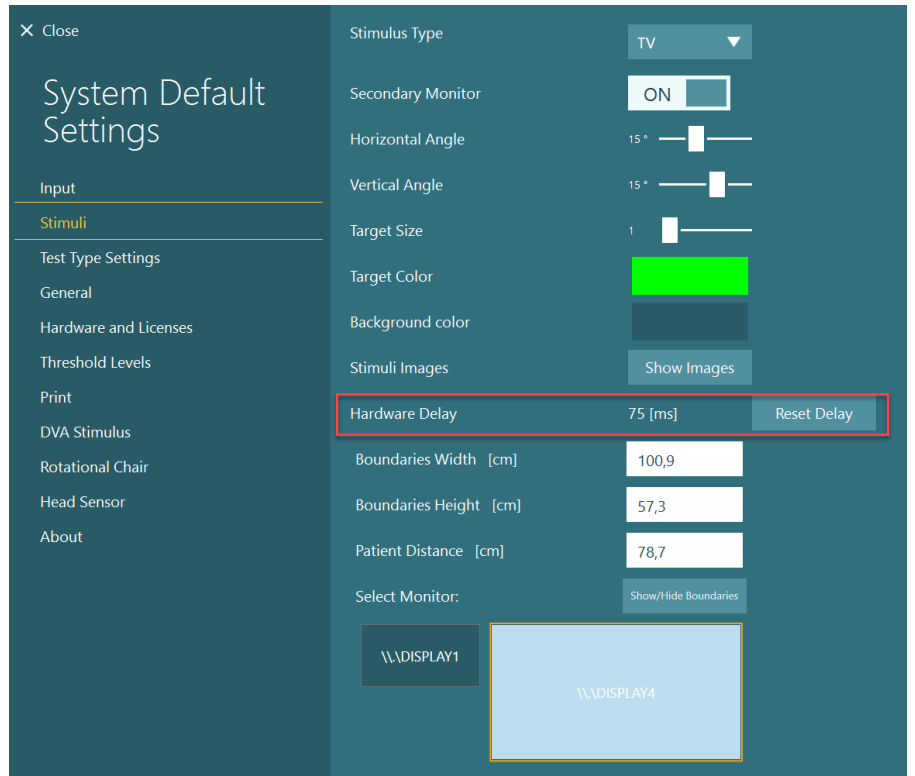 ✕ Close
System Default
Settings
Input
Stimuli
Test Type Settings
General
Hardware and Licenses
Threshold Levels
Print
DVA Stimulus
Rotational Chair
Head Sensor
About
Stimulus Type TV
Secondary Monitor ON
Horizontal Angle 15 °
Vertical Angle 15 °
Target Size 1
Target Color
Background color
Stimuli Images Show Images
Hardware Delay 75 [ms] Reset Delay
Boundaries Width [cm] 100,9
Boundaries Height [cm] 57,3
Patient Distance [cm] 78,7
Select Monitor: Show/Hide Boundaries
\\.\DISPLAY1
\\.\DISPLAY4